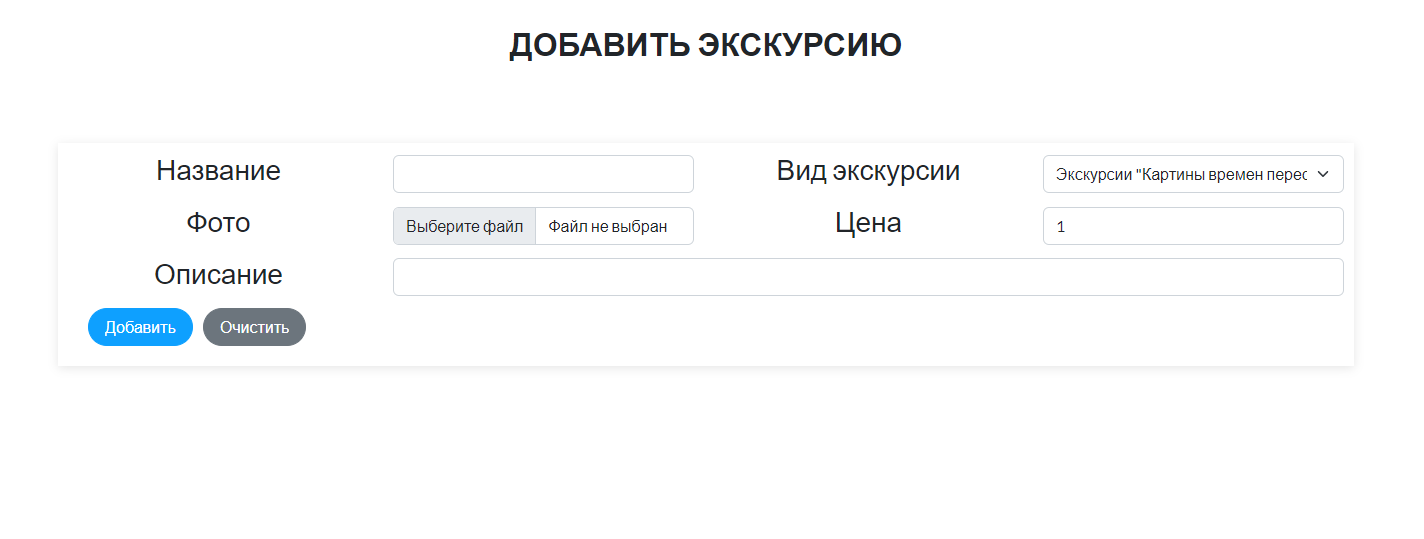 ДОБАВИТЬ ЭКСКУРСИЮ
Название
Вид экскурсии
Экскурсии "Картины времен перес
Фото
Выберите файл
Файл не выбран
Цена
1
Описание
Добавить
Очистить